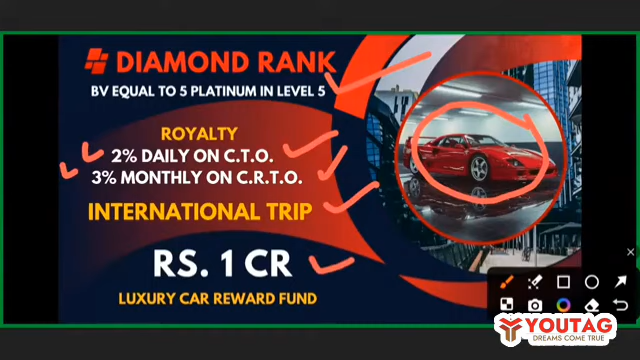 DIAMOND RANK
BV EQUAL TO 5 PLATINUM IN LEVEL 5
ROYALTY
2% DAILY ON C.T.O.
3% MONTHLY ON C.R.T.O.
INTERNATIONAL TRIP
RS. 1 CR
LUXURY CAR REWARD FUND
YOUTAG
DREAMS COME TRUE